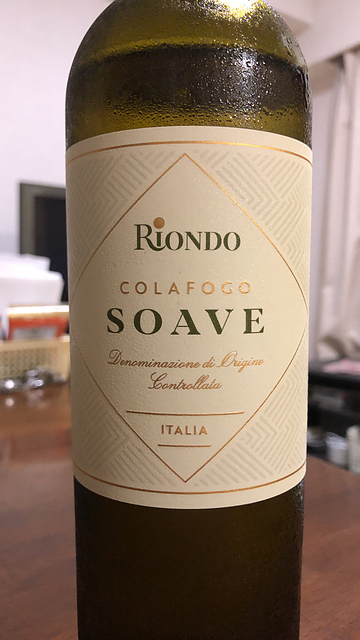 RiONDO
COLAFOGO
SOAVE
Denominazione di Origine
Controllata
ITALIA